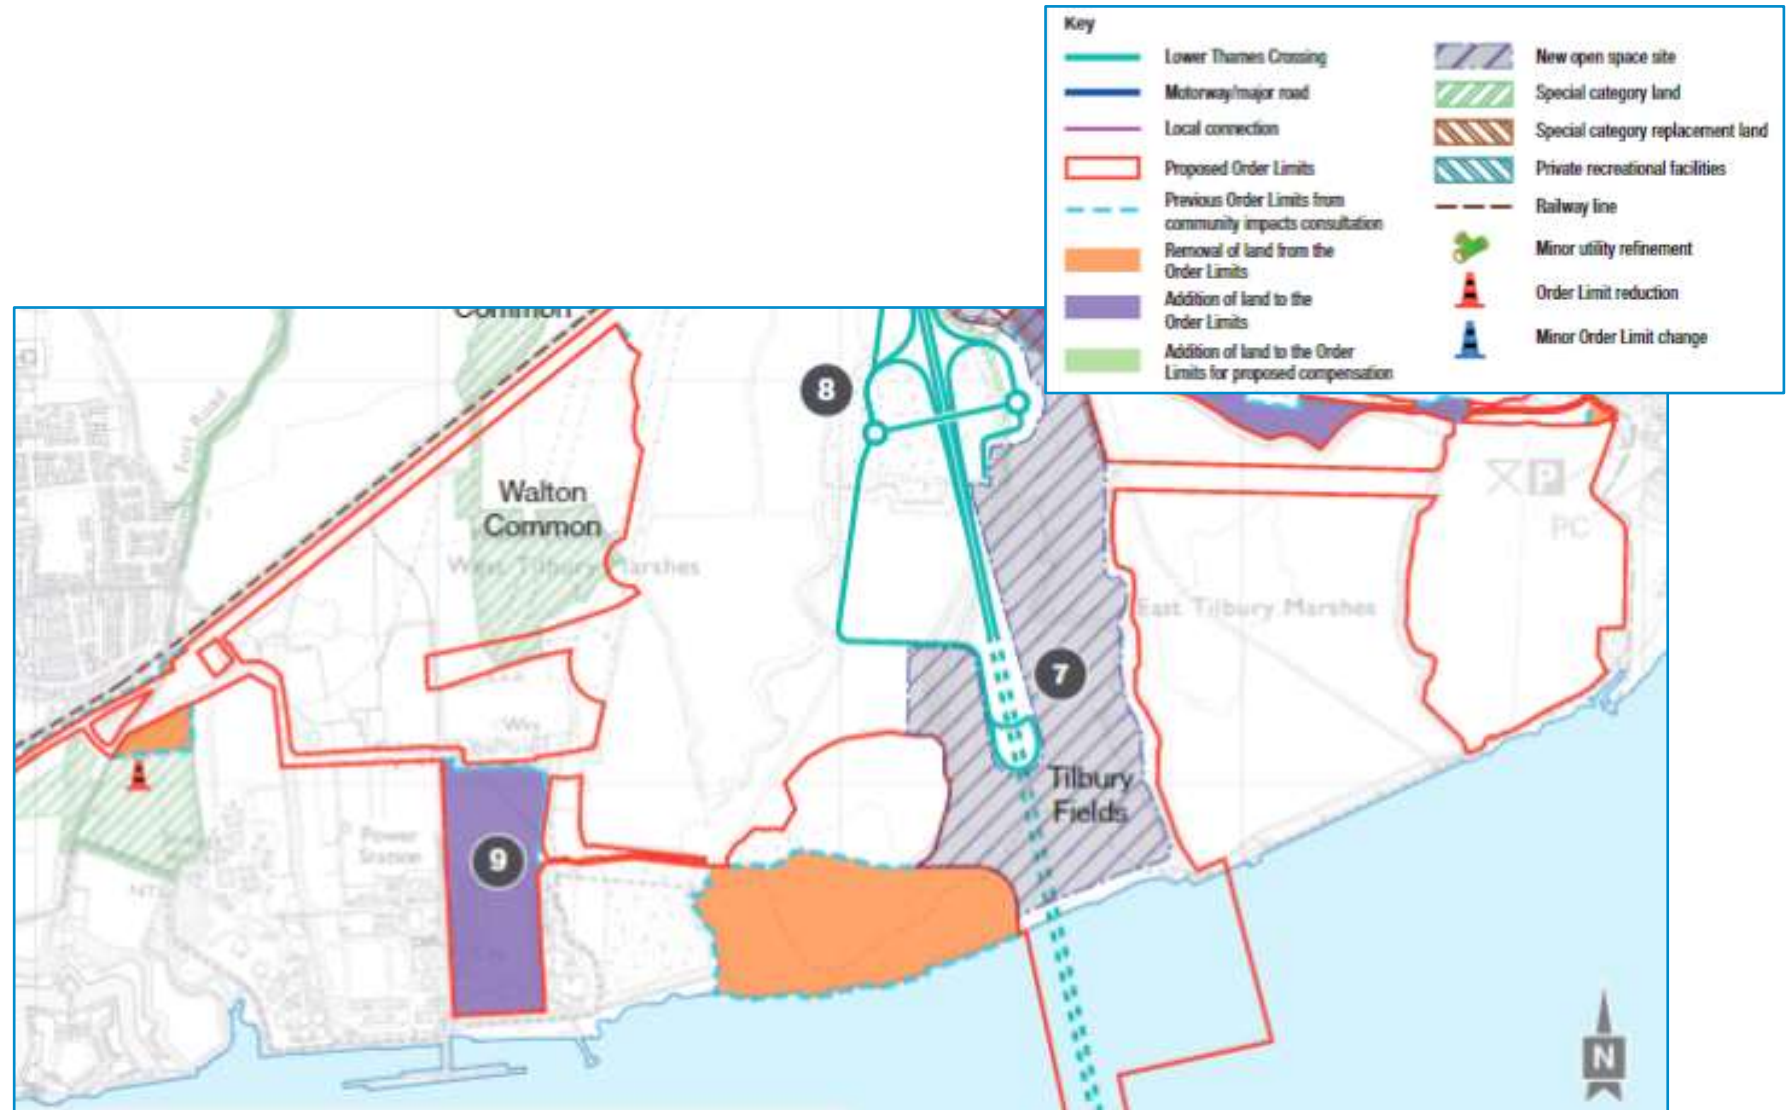 Key
Lower Thames Crossing
Motorway/major road
Local connection
Proposed Order Limits
Previous Order Limits from
community impacts consultation
Removal of land from the
Order Limits
Addition of land to the
Order Limits
Addition of land to the Order
Limits for proposed compensation
New open space site
Special category land
Special category replacement land
Private recreational facilities
Railway line
Minor utility refinement
Order Limit reduction
Minor Order Limit change
Common
8
Fort Road
Walton
Common
West Tilbury Marshes
P
PC
East Tilbury Marshes
7
Tilbury
Fields
Power
Station
9
N